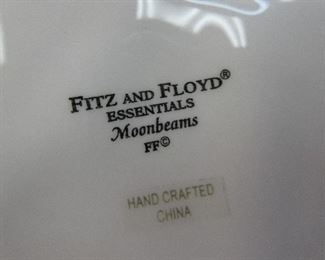 FITZ AND FLOYD®
ESSENTIALS
Moonbeams
FF©
HAND CRAFTED
CHINA